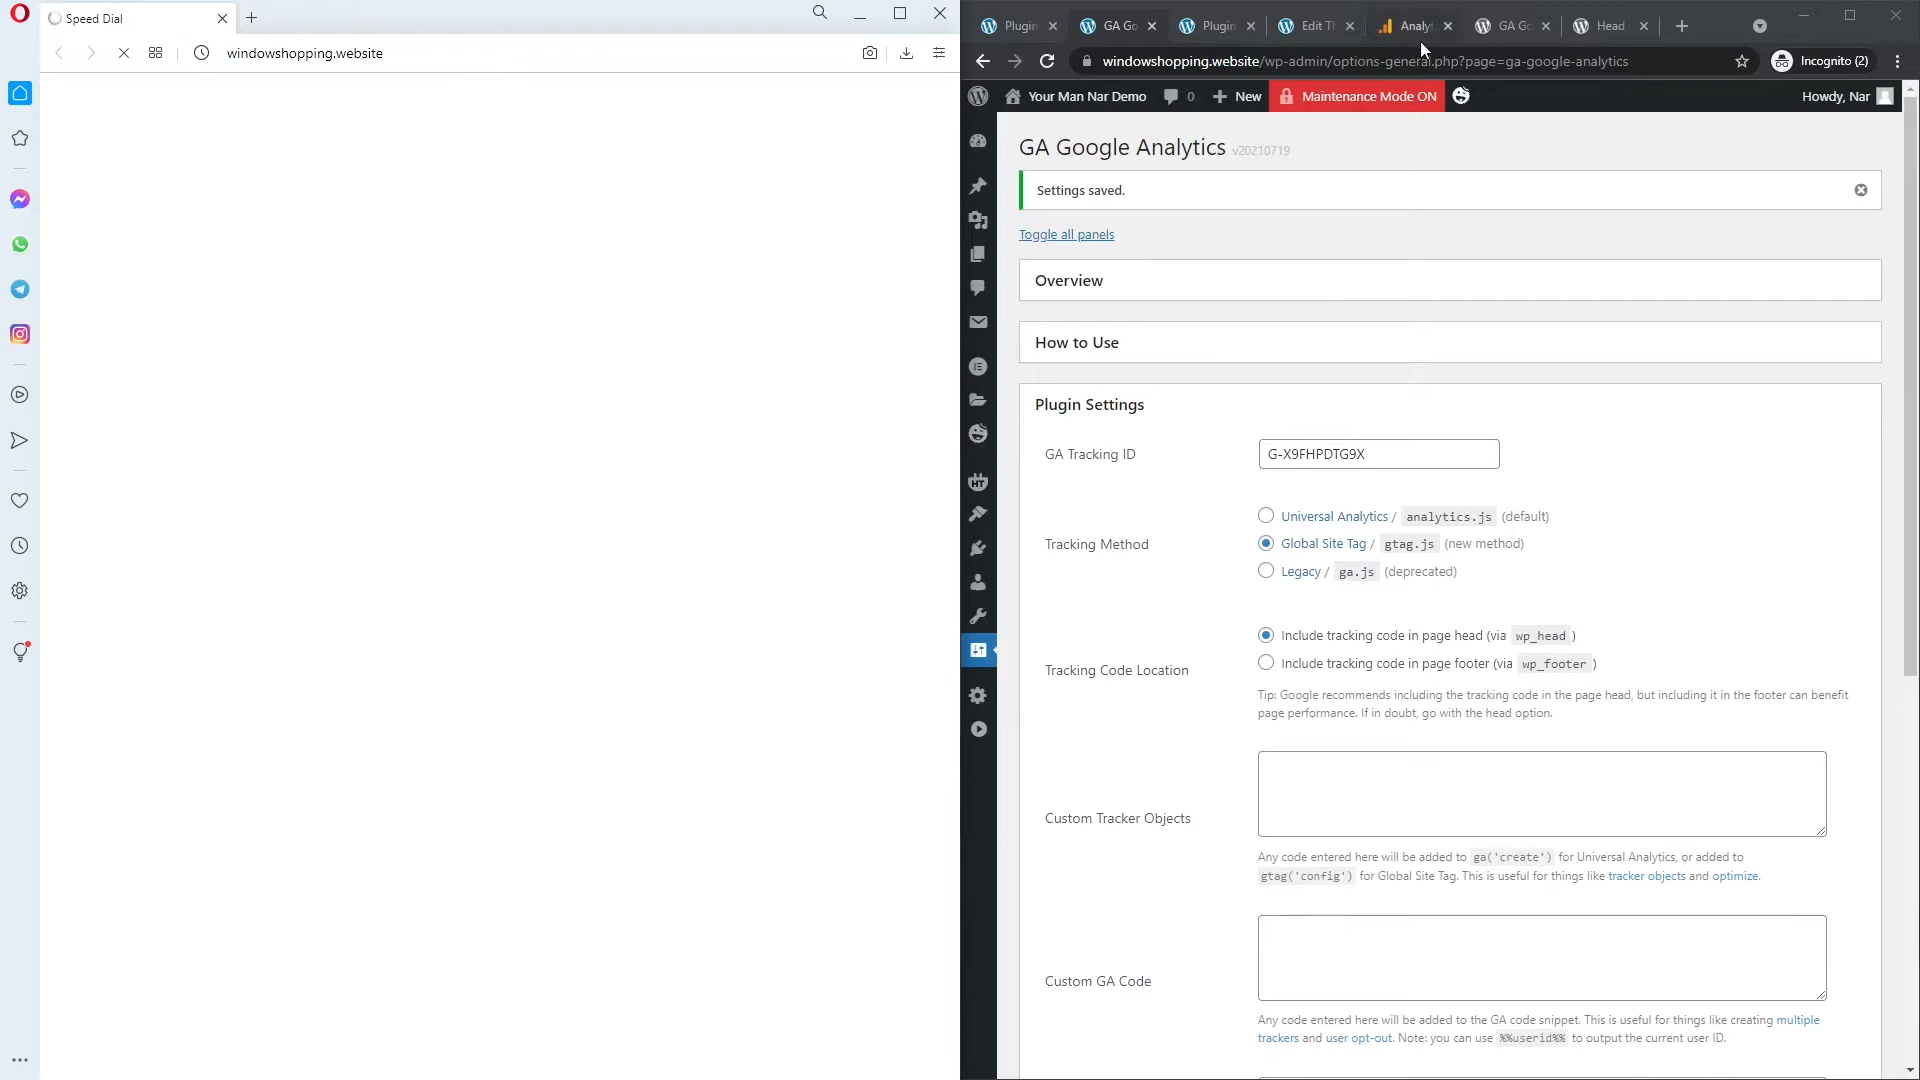 Speed Dial
windowshopping.website
Plugin
GA Go
Plugin
Edit Th
Analyt
GA Go
Head
windowshopping.website/wp-admin/options-general.php?page=ga-google-analytics
Incognito (2)
Your Man Nar Demo
0
New
Maintenance Mode ON
Howdy, Nar
GA Google Analytics v20210719
Settings saved.
Toggle all panels
Overview
How to Use
Plugin Settings
GA Tracking ID
G-X9FHPDTG9X
Tracking Method
Universal Analytics / analytics.js (default)
Global Site Tag / gtag.js (new method)
Legacy / ga.js (deprecated)
Tracking Code Location
Include tracking code in page head (via wp_head )
Include tracking code in page footer (via wp_footer )
Tip: Google recommends including the tracking code in the page head, but including it in the footer can benefit
page performance. If in doubt, go with the head option.
Custom Tracker Objects
Any code entered here will be added to ga('create') for Universal Analytics, or added to
gtag('config') for Global Site Tag. This is useful for things like tracker objects and optimize.
Custom GA Code
Any code entered here will be added to the GA code snippet. This is useful for things like creating multiple
trackers and user opt-out. Note: you can use %%userid%% to output the current user ID.
HT